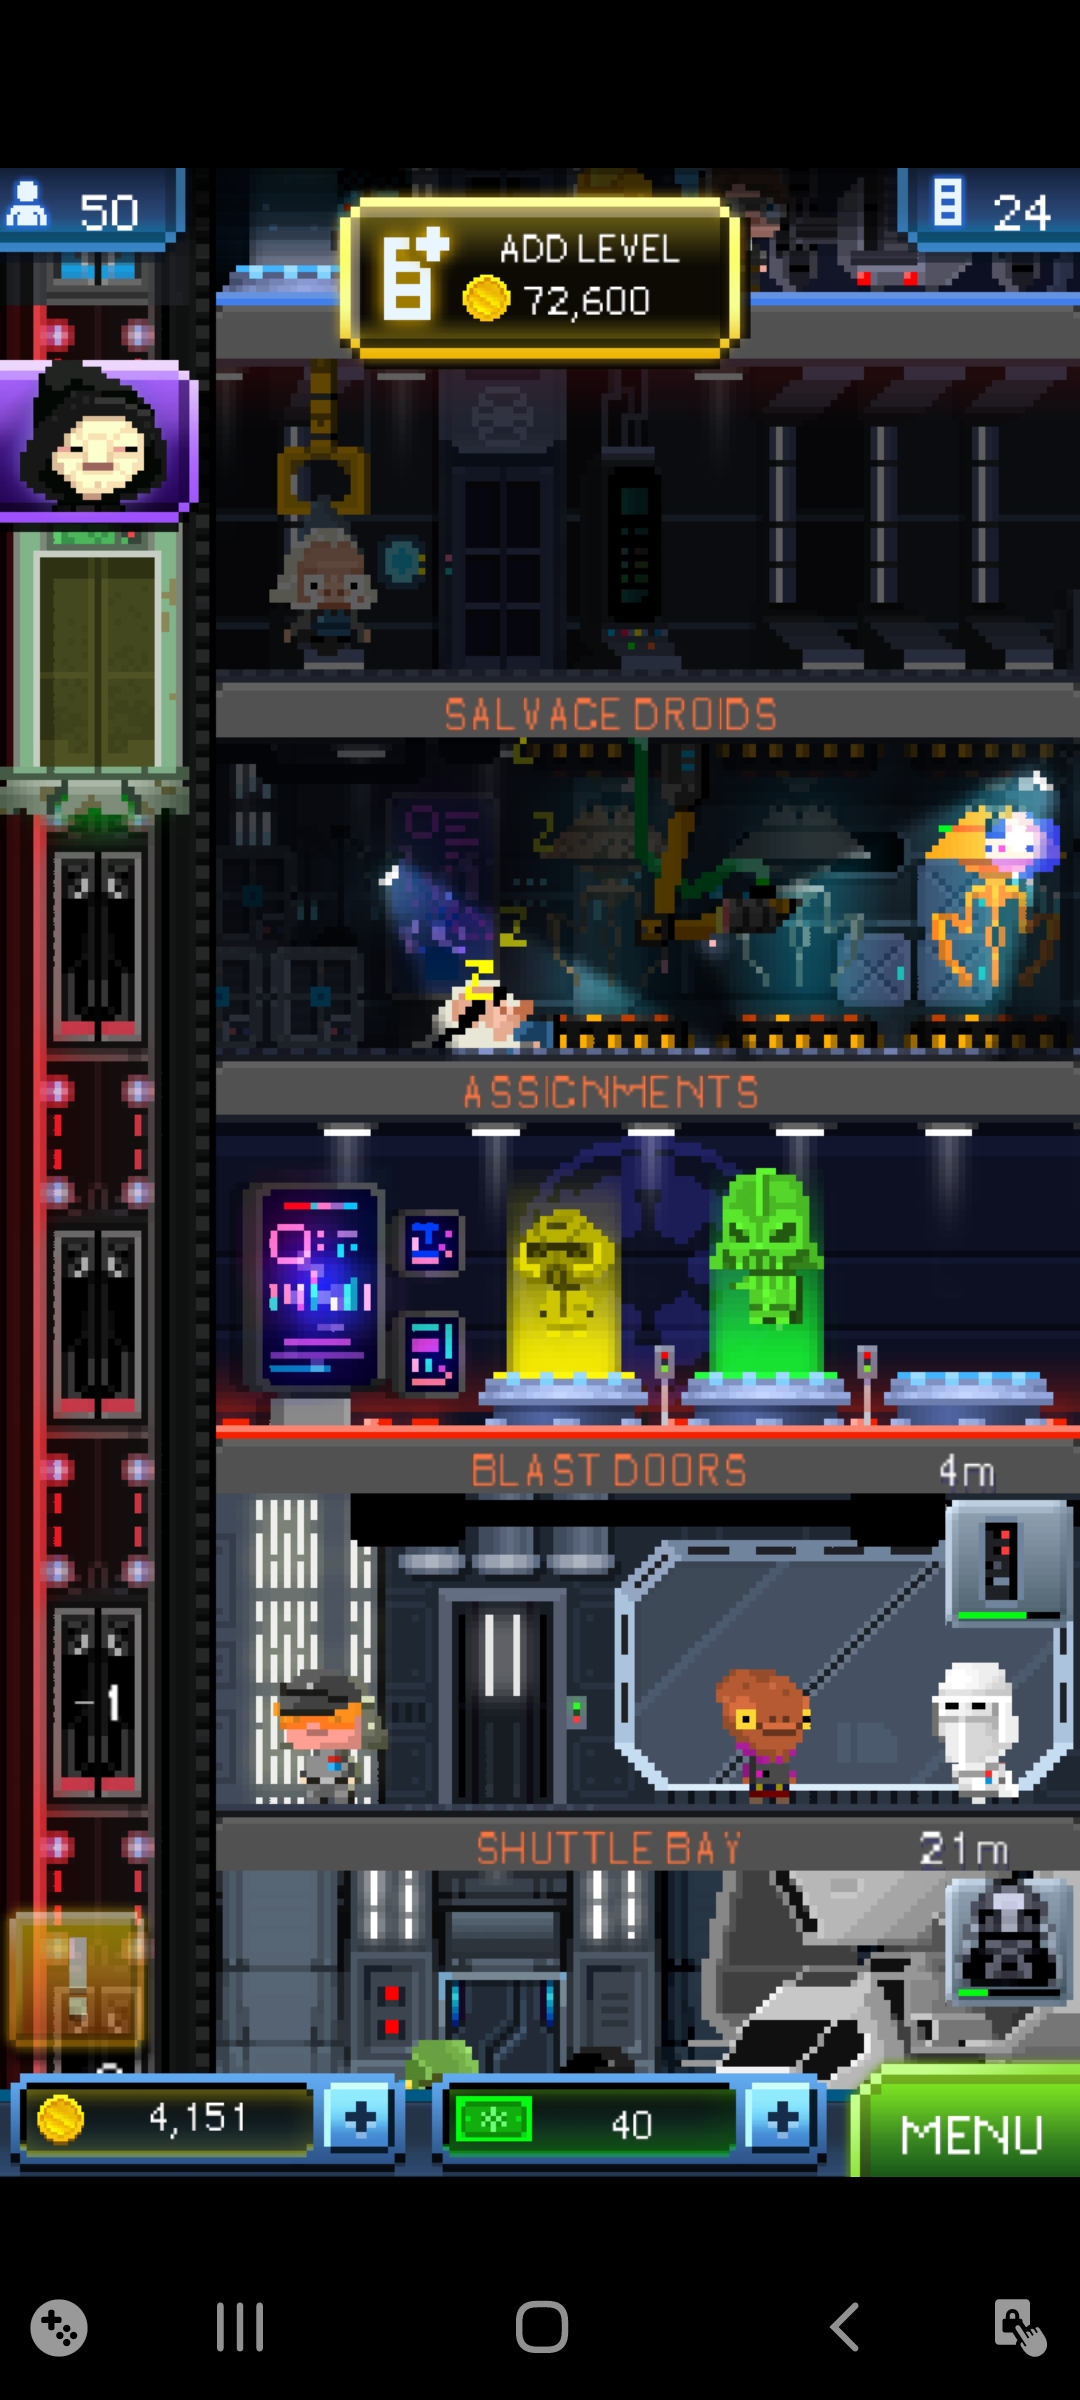 50
24
ADD LEVEL
72,600
SALVAGE DROIDS
Z
Z
Z
Z
ASSIGNMENTS
BLAST DOORS
4m
-1
SHUTTLE BAY
21m
4,151
40
MENU